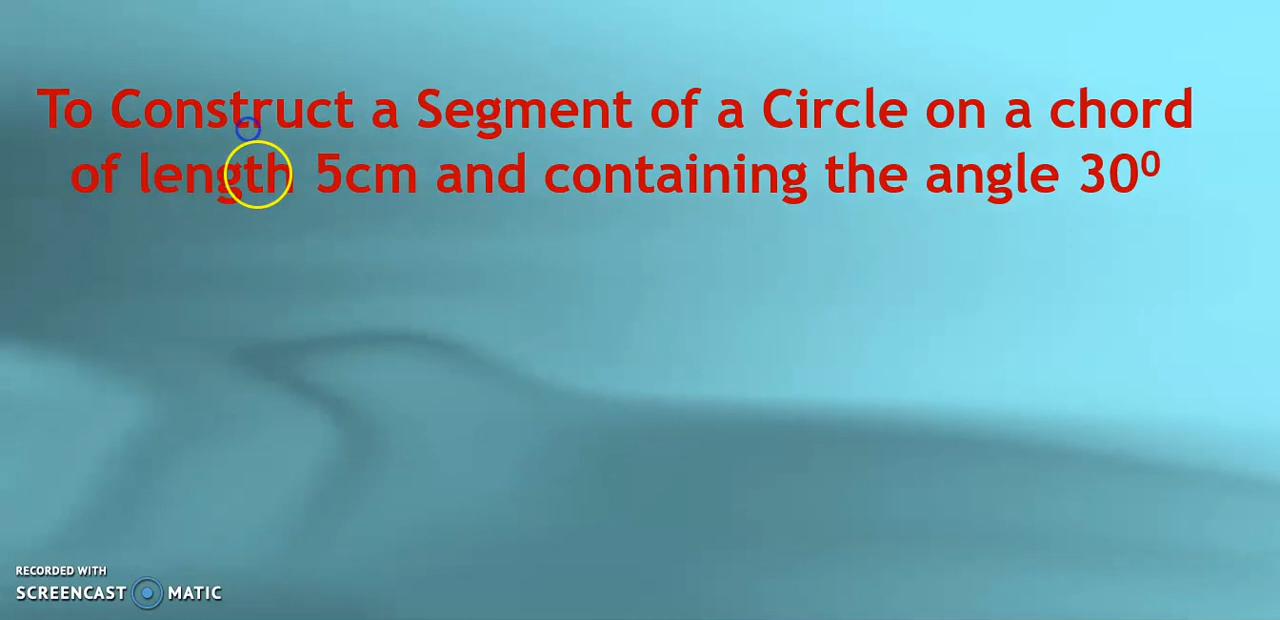 To Construct a Segment of a Circle on a chord
of length 5cm and containing the angle 30⁰
RECORDED WITH
SCREENCAST MATIC